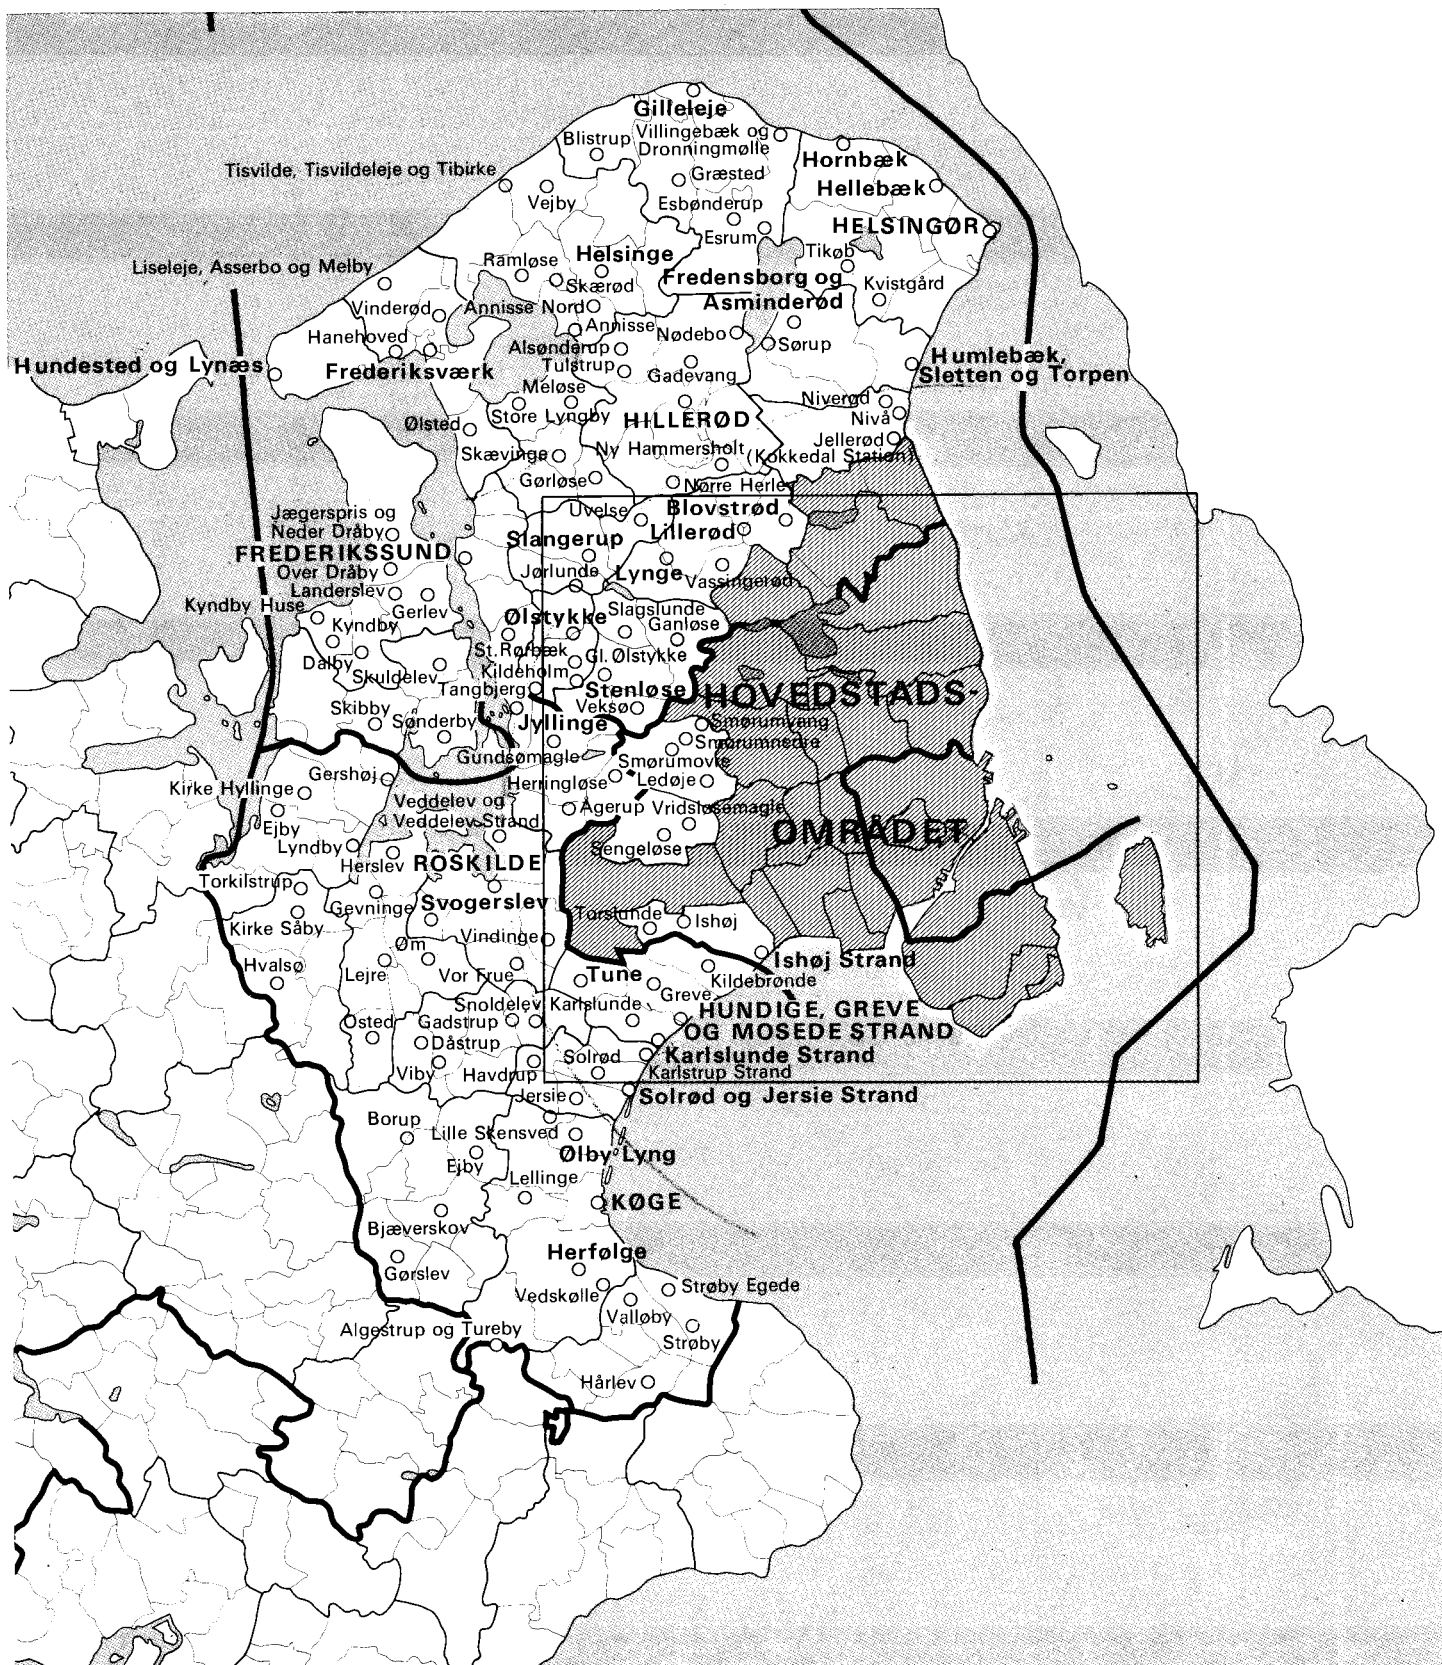 Gilleleje
Blistrup
Villingebæk og
Dronningmølle
Hornbæk
Tisvilde, Tisvildeleje og Tibirke
Græsted
Hellebæk
Vejby
Esbønderup
HELSINGØR
Esrum
Tikøb
Ramløse
Helsinge
Liseleje, Asserbo og Melby
Skærød
Fredensborg og
Asminderød
Kvistgård
Vinderød
Annisse Nord
Annisse
Nødebo
Hanehoved
Alsønderup
Sørup
Humlebæk,
Sletten og Torpen
Hundested og Lynæs
Frederiksværk
Tulstrup
Gadevang
Meløse
Niverød
Ølsted
Store Lyngby
HILLERØD
Nivå
Jellerød
(Kokkedal Station)
Skævinge
Ny Hammersholt
Gørløse
Nørre Herlev
Uvelse
Blovstrød
Jægerspris og
Neder Dråby
Slangerup
Lillerød
FREDERIKSSUND
Over Dråby
Jørlunde
Lynge
Vassingerød
Landerslev
Kyndby Huse
Gerlev
Ølstykke
Slagslunde
Ganløse
Kyndby
St. Rørbæk
Gl. Ølstykke
Dalby
Skuldelev
Kildeholm
Tangbjerg
Stenløse
HOVEDSTADS-
Skibby
Veksø
Sønderby
Jyllinge
Smørumvang
Smørumnedre
Gundsømagle
Smørumovre
Gershøj
Herringløse
Ledøje
Kirke Hyllinge
Veddelev og
Veddelev Strand
Ågerup
Vridsløsemagle
Ejby
OMRÅDET
Lyndby
Sengeløse
Herslev
ROSKILDE
Torkilstrup
Gevninge
Svogerslev
Torslunde
Ishøj
Kirke Såby
Vindinge
Øm
Hvalsø
Ishøj Strand
Lejre
Vor Frue
Tune
Kildebrønde
Greve
Snoldelev
Karlslunde
HUNDIGE, GREVE
OG MOSEDE STRAND
Osted
Gadstrup
Dåstrup
Solrød
Karlslunde Strand
Viby
Havdrup
Karlstrup Strand
Jersie
Solrød og Jersie Strand
Borup
Lille Skensved
Ølby Lyng
Ejby
Lellinge
KØGE
Bjæverskov
Herfølge
Gørslev
Vedskølle
Strøby Egede
Valløby
Algestrup og Tureby
Strøby
Hårlev